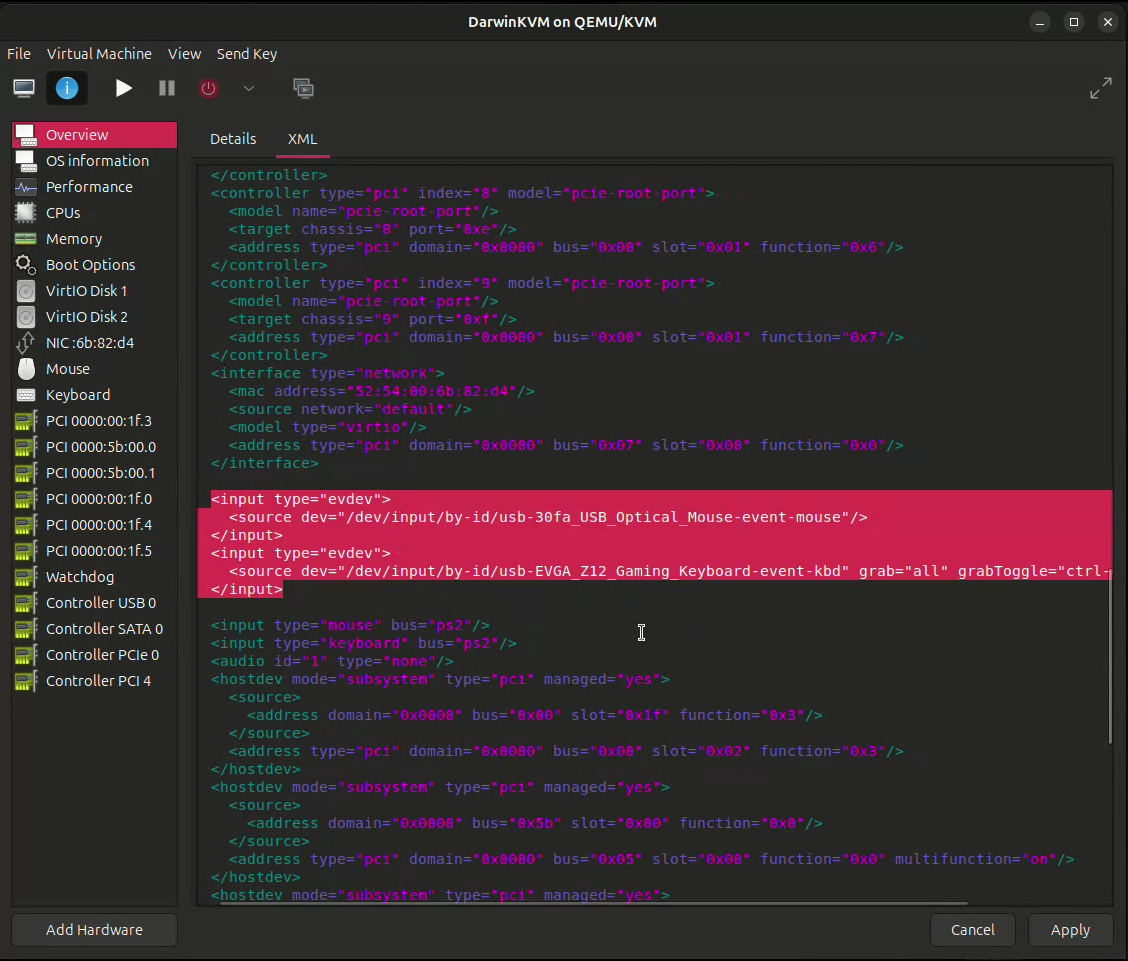 DarwinKVM on QEMU/KVM
File Virtual Machine View Send Key
Overview
OS information
Performance
CPUs
Memory
Boot Options
VirtIO Disk 1
VirtIO Disk 2
NIC :6b:82:d4
Mouse
Keyboard
PCI 0000:00:1f.3
PCI 0000:5b:00.0
PCI 0000:5b:00.1
PCI 0000:00:1f.0
PCI 0000:00:1f.4
PCI 0000:00:1f.5
Watchdog
Controller USB 0
Controller SATA 0
Controller PCIe 0
Controller PCI 4
Add Hardware
Details XML
</controller>
<controller type="pci" index="8" model="pcie-root-port">
<model name="pcie-root-port"/>
<target chassis="8" port="0xe"/>
<address type="pci" domain="0x0000" bus="0x00" slot="0x01" function="0x6"/>
</controller>
<controller type="pci" index="9" model="pcie-root-port">
<model name="pcie-root-port"/>
<target chassis="9" port="0xf"/>
<address type="pci" domain="0x0000" bus="0x00" slot="0x01" function="0x7"/>
</controller>
<interface type="network">
<mac address="52:54:00:6b:82:d4"/>
<source network="default"/>
<model type="virtio"/>
<address type="pci" domain="0x0000" bus="0x07" slot="0x00" function="0x0"/>
</interface>
<input type="evdev">
<source dev="/dev/input/by-id/usb-30fa_USB_Optical_Mouse-event-mouse"/>
</input>
<input type="evdev">
<source dev="/dev/input/by-id/usb-EVGA_Z12_Gaming_Keyboard-event-kbd" grab="all" grabToggle="ctrl-
</input>
<input type="mouse" bus="ps2"/>
<input type="keyboard" bus="ps2"/>
<audio id="1" type="none"/>
<hostdev mode="subsystem" type="pci" managed="yes">
<source>
<address domain="0x0000" bus="0x00" slot="0x1f" function="0x3"/>
</source>
<address type="pci" domain="0x0000" bus="0x08" slot="0x02" function="0x3"/>
</hostdev>
<hostdev mode="subsystem" type="pci" managed="yes">
<source>
<address domain="0x0000" bus="0x5b" slot="0x00" function="0x0"/>
</source>
<address type="pci" domain="0x0000" bus="0x05" slot="0x00" function="0x0" multifunction="on"/>
</hostdev>
<hostdev mode="subsystem" type="pci" managed="yes">
Cancel Apply